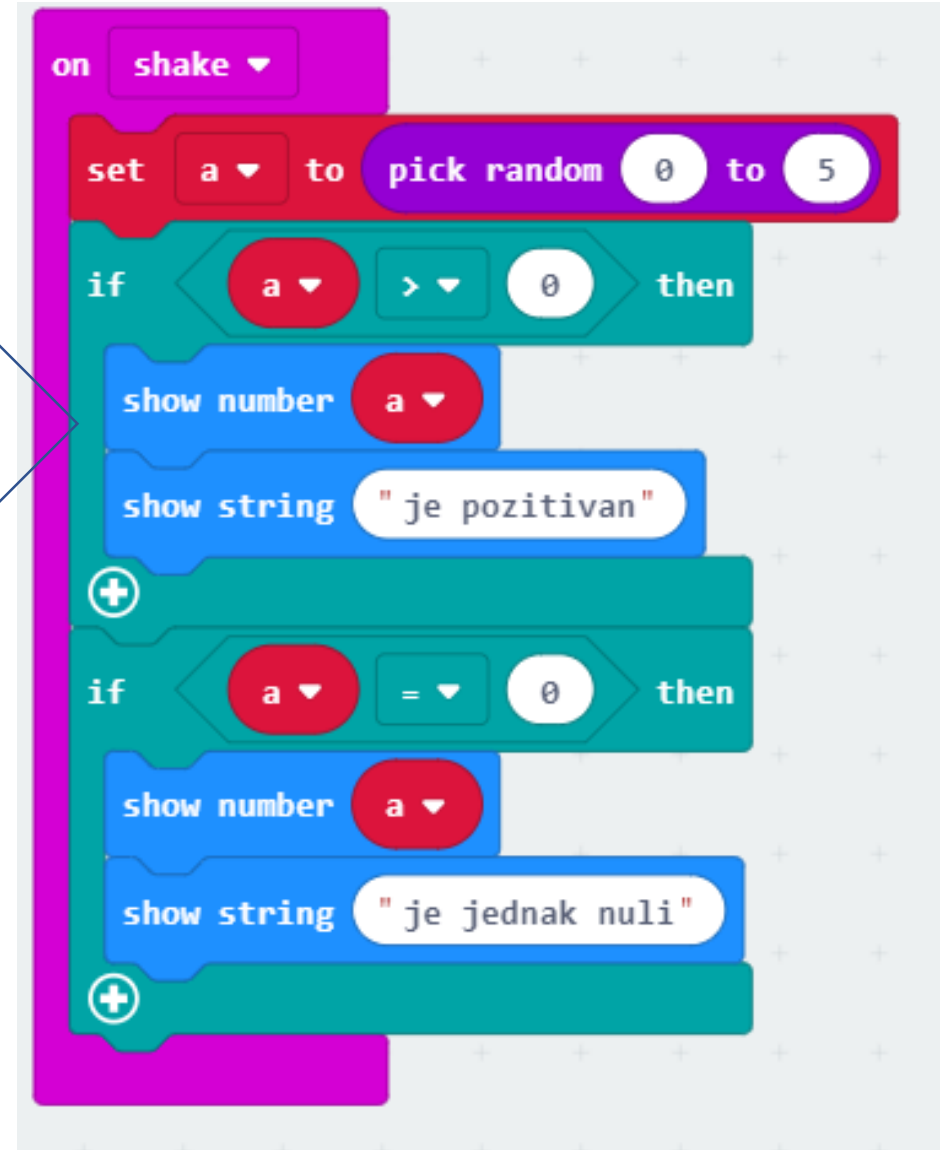 on shake
set a to pick random 0 to 5
if a > 0 then
show number a
show string "je pozitivan"
if a = 0 then
show number a
show string "je jednak nuli"